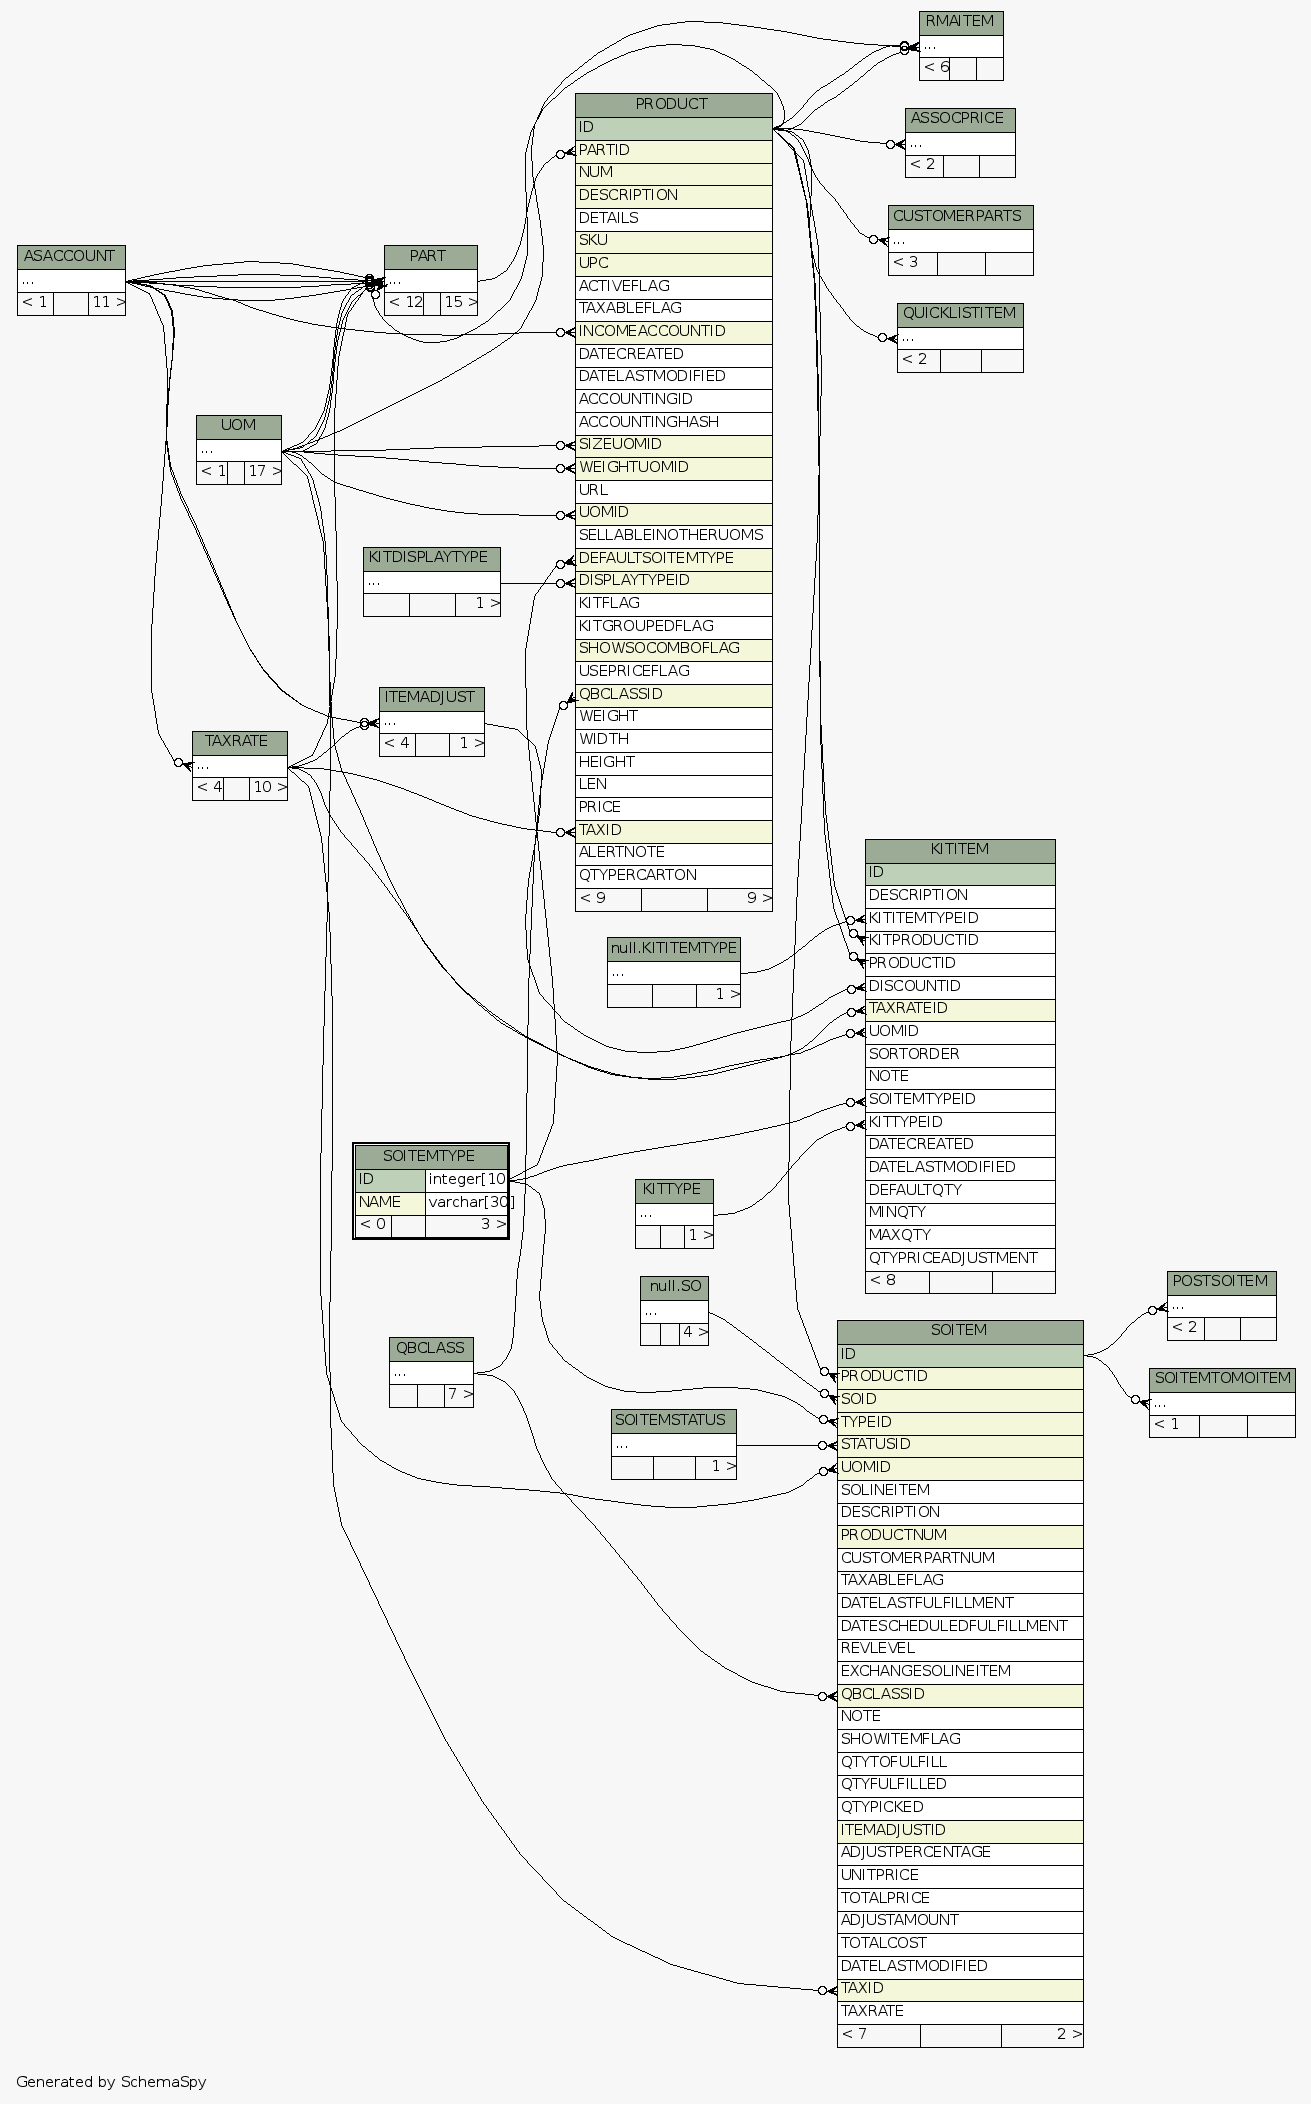 RMAITEM
...
< 6
PRODUCT
ID
PARTID
NUM
DESCRIPTION
DETAILS
SKU
UPC
ACTIVEFLAG
TAXABLEFLAG
INCOMEACCOUNTID
DATECREATED
DATELASTMODIFIED
ACCOUNTINGID
ACCOUNTINGHASH
SIZEUOMID
WEIGHTUOMID
URL
UOMID
SELLABLEINOTHERUOMS
DEFAULTSOITEMTYPE
DISPLAYTYPEID
KITFLAG
KITGROUPEDFLAG
SHOWSOCOMBOFLAG
USEPRICEFLAG
QBCLASSID
WEIGHT
WIDTH
HEIGHT
LEN
PRICE
TAXID
ALERTNOTE
QTYPERCARTON
< 9 9 >
ASSOCPRICE
...
< 2
CUSTOMERPARTS
...
< 3
QUICKLISTITEM
...
< 2
ASACCOUNT
...
< 1 11 >
PART
...
< 12 15 >
UOM
...
< 1 17 >
KITDISPLAYTYPE
...
1 >
ITEMADJUST
...
< 4 1 >
TAXRATE
...
< 4 10 >
KITITEM
ID
DESCRIPTION
KITITEMTYPEID
KITPRODUCTID
PRODUCTID
DISCOUNTID
TAXRATEID
UOMID
SORTORDER
NOTE
SOITEMTYPEID
KITTYPEID
DATECREATED
DATELASTMODIFIED
DEFAULTQTY
MINQTY
MAXQTY
QTYPRICEADJUSTMENT
< 8
null.KITITEMTYPE
...
1 >
SOITEMTYPE
ID integer[10
NAME varchar[30]
< 0 3 >
KITTYPE
...
1 >
null.SO
...
4 >
QBCLASS
...
7 >
SOITEMSTATUS
...
1 >
SOITEM
ID
PRODUCTID
SOID
TYPEID
STATUSID
UOMID
SOLINEITEM
DESCRIPTION
PRODUCTNUM
CUSTOMERPARTNUM
TAXABLEFLAG
DATELASTFULFILLMENT
DATESCHEDULEDFULFILLMENT
REVLEVEL
EXCHANGESOLINEITEM
QBCLASSID
NOTE
SHOWITEMFLAG
QTYTOFULFILL
QTYFULFILLED
QTYPICKED
ITEMADJUSTID
ADJUSTPERCENTAGE
UNITPRICE
TOTALPRICE
ADJUSTAMOUNT
TOTALCOST
DATELASTMODIFIED
TAXID
TAXRATE
< 7 2 >
POSTSOITEM
...
< 2
SOITEMTOMOITEM
...
< 1
Generated by SchemaSpy